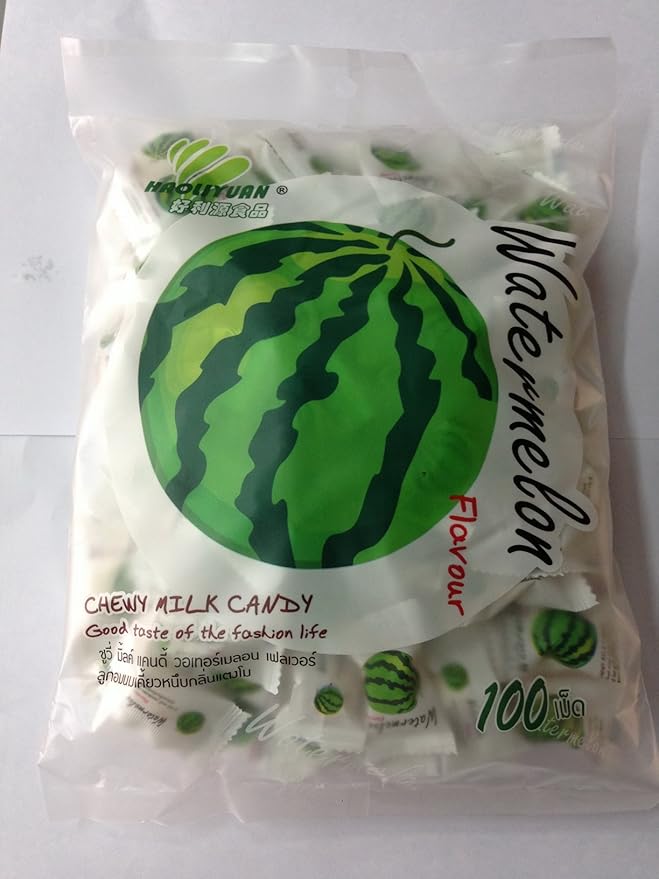 HAOLIYUAN ®
好利源食品
Watermelon
Flavour
CHEWY MILK CANDY
Good taste of the fashion life
ชูวี่ มิ้ลค์ แคนดี้ วอเทอร์เมลอน เฟลเวอร์
ลูกอมนมเคี้ยวหนึบกลิ่นแตงโม
100 เม็ด
Watermelon
Watermelon